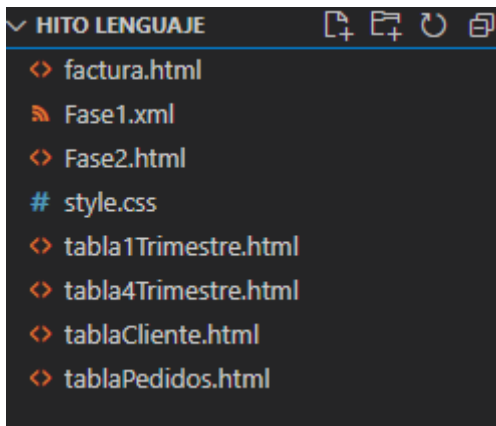 HITO LENGUAJE
<> factura.html
Fase1.xml
<> Fase2.html
# style.css
<> tabla1Trimestre.html
<> tabla4Trimestre.html
<> tablaCliente.html
<> tablaPedidos.html